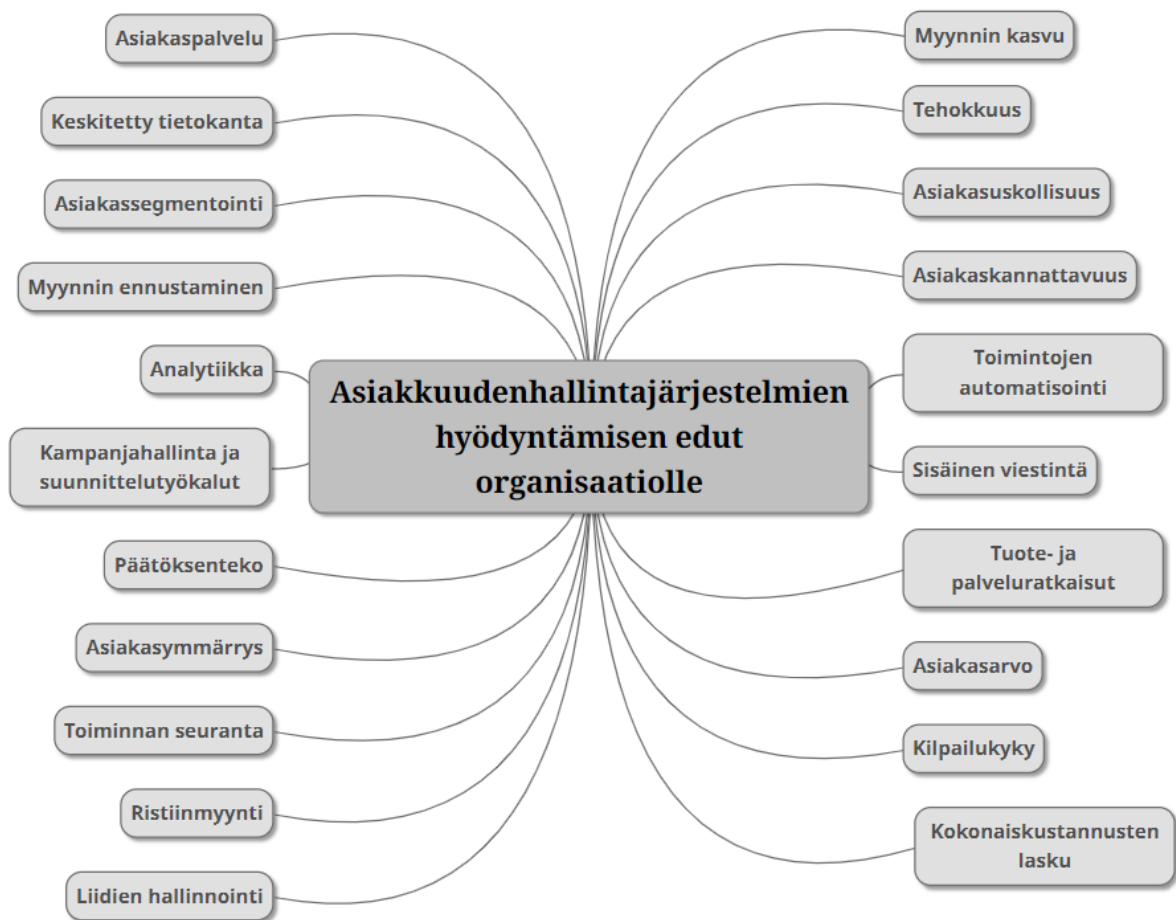 Asiakaspalvelu
Keskitetty tietokanta
Asiakassegmentointi
Myynnin ennustaminen
Analytiikka
Kampanjahallinta ja
suunnittelutyökalut
Päätöksenteko
Asiakasymmärrys
Toiminnan seuranta
Ristiinmyynti
Liidien hallinnointi
Asiakkuudenhallintajärjestelmien
hyödyntämisen edut
organisaatiolle
Myynnin kasvu
Tehokkuus
Asiakasuskollisuus
Asiakaskannattavuus
Toimintojen
automatisointi
Sisäinen viestintä
Tuote- ja
palveluratkaisut
Asiakasarvo
Kilpailukyky
Kokonaiskustannusten
lasku